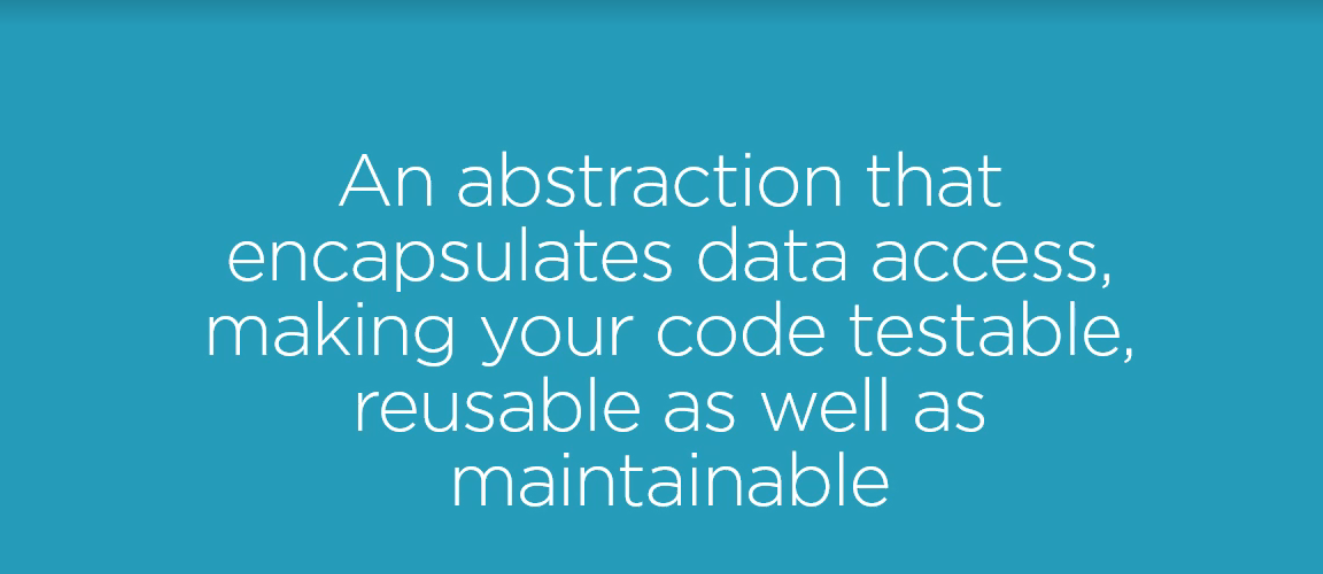 An abstraction that
encapsulates data access,
making your code testable,
reusable as well as
maintainable